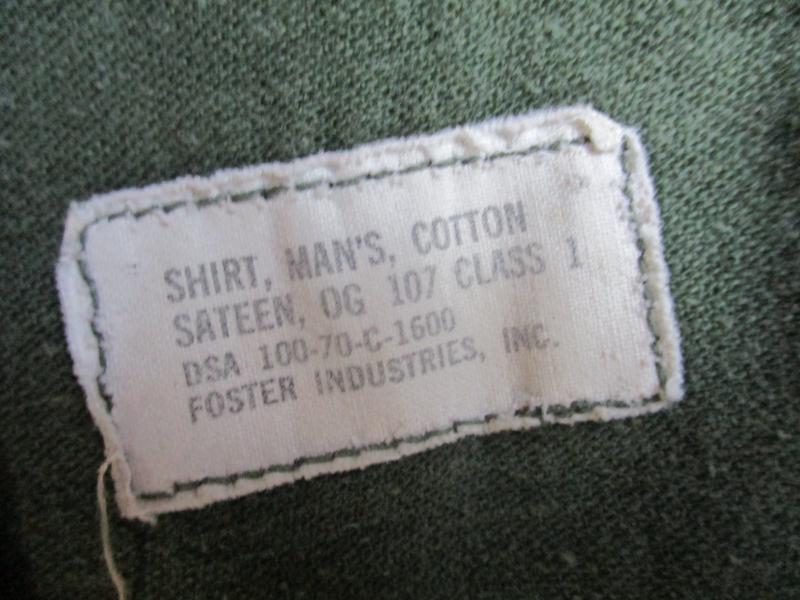 SHIRT, MAN'S, COTTON
SATEEN, OG 107 CLASS 1
DSA 100-70-C-1600
FOSTER INDUSTRIES, INC.